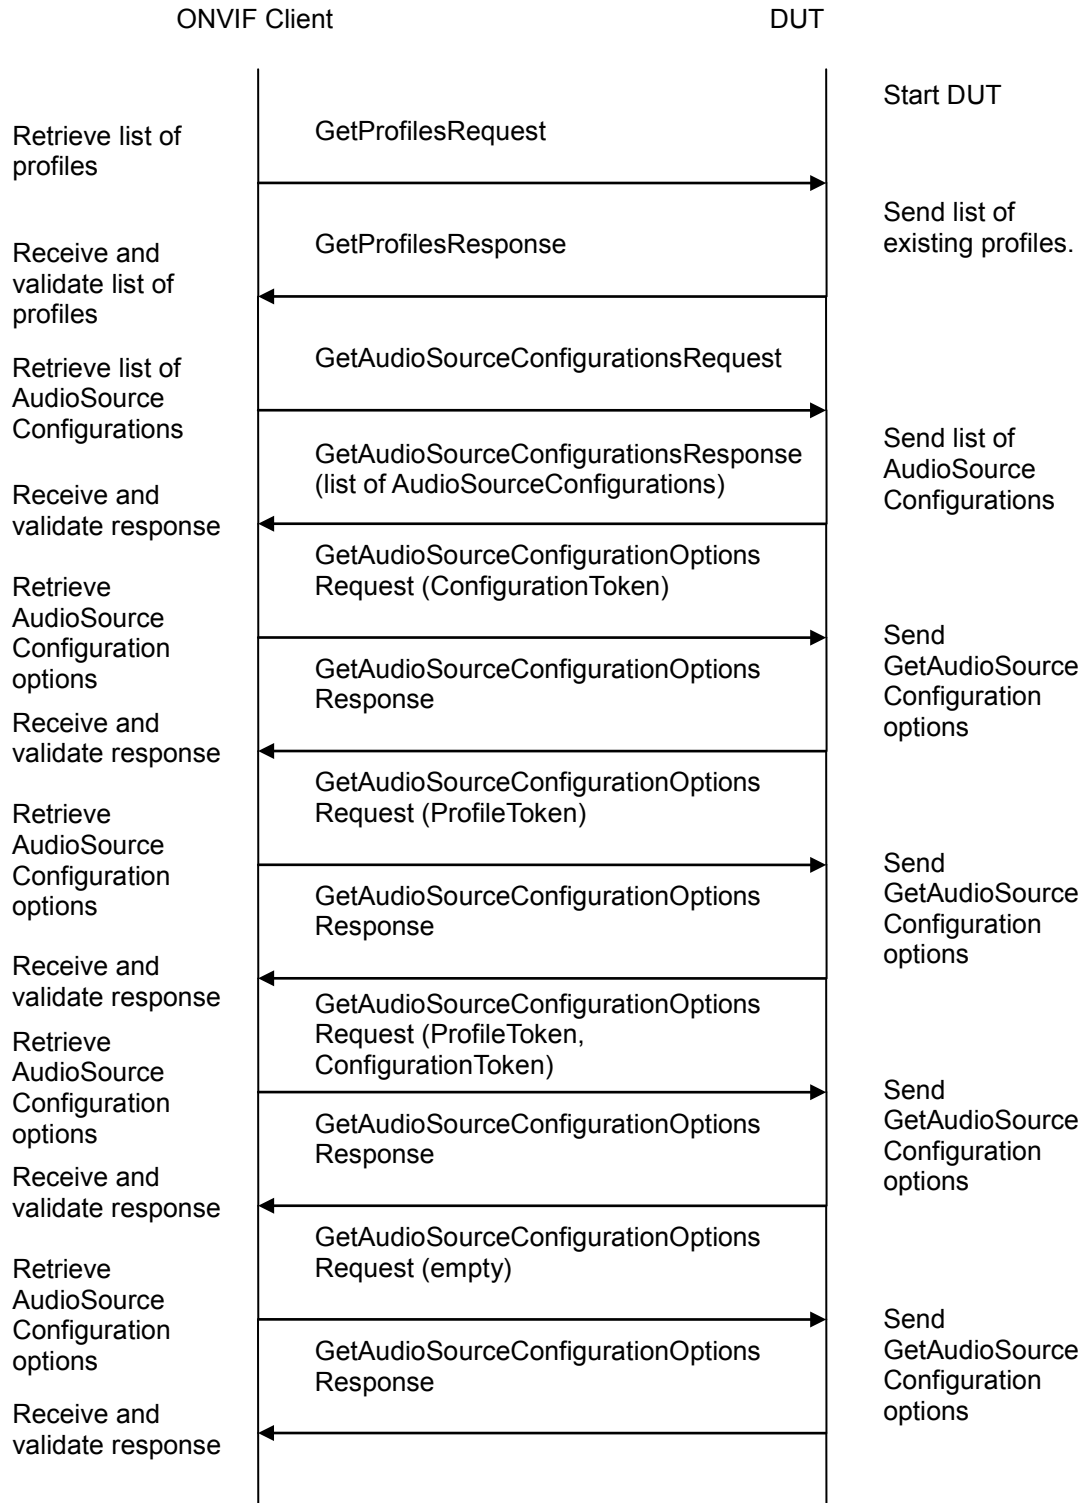 ONVIF Client
DUT
Start DUT
Retrieve list of
profiles
GetProfilesRequest
Send list of
existing profiles.
Receive and
validate list of
profiles
GetProfilesResponse
Retrieve list of
AudioSource
Configurations
GetAudioSourceConfigurationsRequest
Send list of
AudioSource
Configurations
GetAudioSourceConfigurationsResponse
(list of AudioSourceConfigurations)
Receive and
validate response
GetAudioSourceConfigurationOptions
Request (ConfigurationToken)
Retrieve
AudioSource
Configuration
options
Send
GetAudioSource
Configuration
options
GetAudioSourceConfigurationOptions
Response
Receive and
validate response
GetAudioSourceConfigurationOptions
Request (ProfileToken)
Retrieve
AudioSource
Configuration
options
Send
GetAudioSource
Configuration
options
GetAudioSourceConfigurationOptions
Response
Receive and
validate response
GetAudioSourceConfigurationOptions
Request (ProfileToken,
ConfigurationToken)
Retrieve
AudioSource
Configuration
options
Send
GetAudioSource
Configuration
options
GetAudioSourceConfigurationOptions
Response
Receive and
validate response
GetAudioSourceConfigurationOptions
Request (empty)
Retrieve
AudioSource
Configuration
options
Send
GetAudioSource
Configuration
options
GetAudioSourceConfigurationOptions
Response
Receive and
validate response